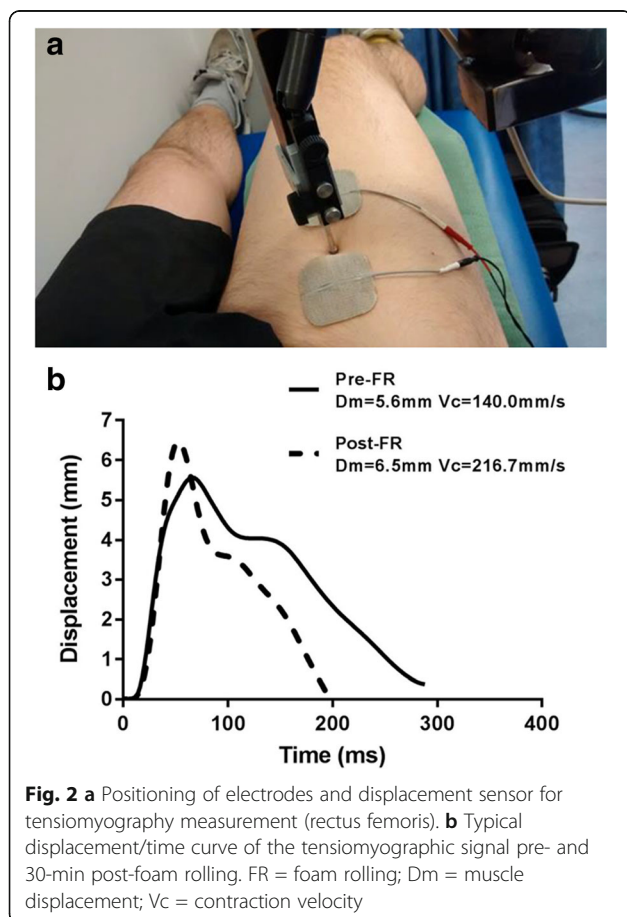 a
b
Pre-FR
Dm=5.6mm Vc=140.0mm/s
Post-FR
Dm=6.5mm Vc=216.7mm/s
Displacement (mm)
7
6
5
4
3
2
1
0
0 100 200 300 400
Time (ms)
Fig. 2 a Positioning of electrodes and displacement sensor for
tensiomyography measurement (rectus femoris). b Typical
displacement/time curve of the tensiomyographic signal pre- and
30-min post-foam rolling. FR = foam rolling; Dm = muscle
displacement; Vc = contraction velocity